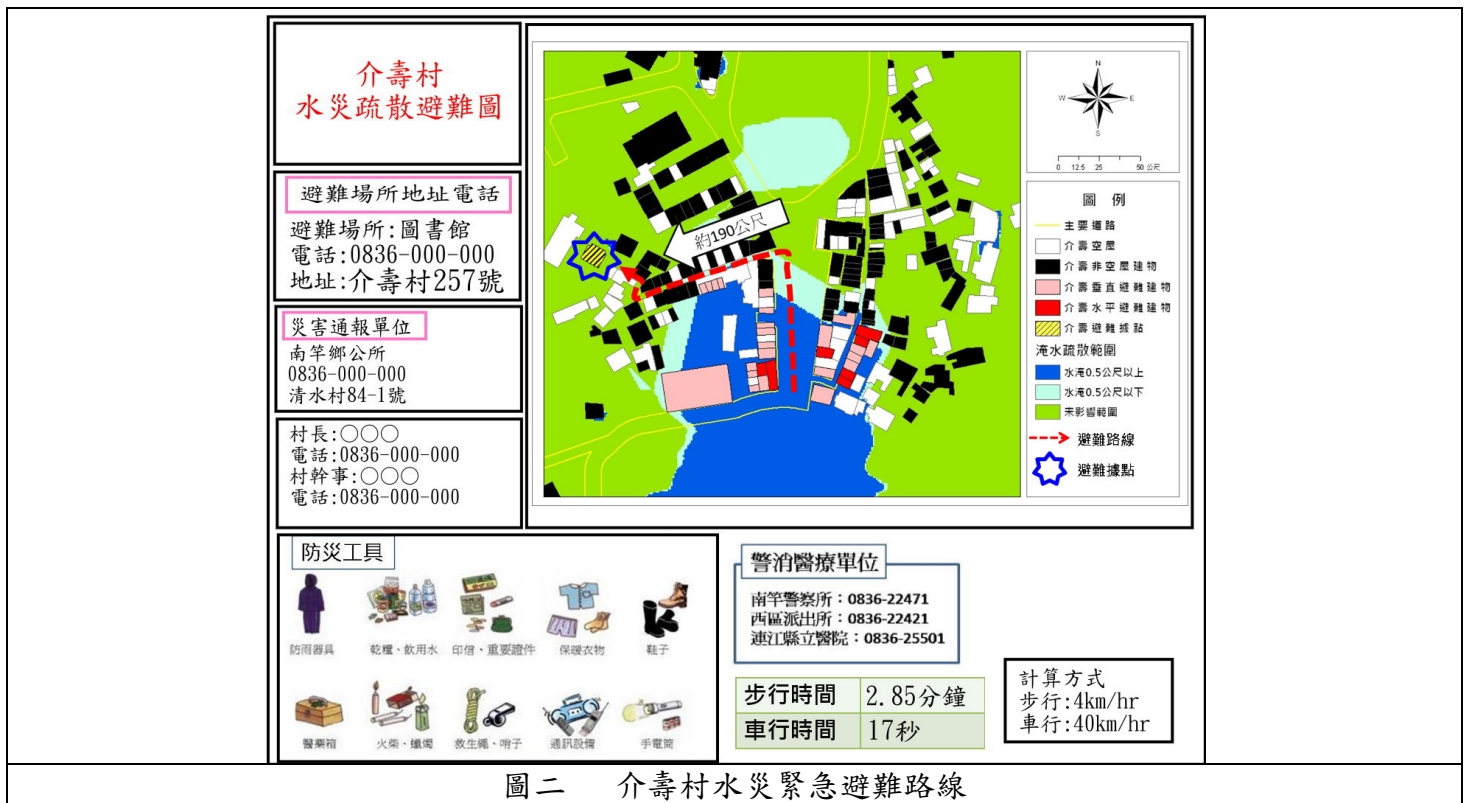 介壽村
水災疏散避難圖
避難場所地址電話
避難場所:圖書館
電話:0836-000-000
地址:介壽村257號
災害通報單位
南竿鄉公所
0836-000-000
清水村84-1號
村長:○○○
電話:0836-000-000
村幹事:○○○
電話:0836-000-000
約190公尺
N
W
E
S
0 12.5 25 50 公尺
圖 例
主要道路
介壽空屋
介壽非空屋建物
介壽垂直避難建物
介壽水平避難建物
介壽避難據點
淹水疏散範圍
水淹0.5公尺以上
水淹0.5公尺以下
未影響範圍
避難路線
避難據點
防災工具
防雨器具
乾糧、飲用水
印信、重要證件
保暖衣物
鞋子
醫藥箱
火柴、蠟燭
救生繩、哨子
通訊設備
手電筒
警消醫療單位
南竿警察所：0836-22471
西區派出所：0836-22421
連江縣立醫院：0836-25501
步行時間 2.85分鐘
車行時間 17秒
計算方式
步行:4km/hr
車行:40km/hr
圖二 介壽村水災緊急避難路線